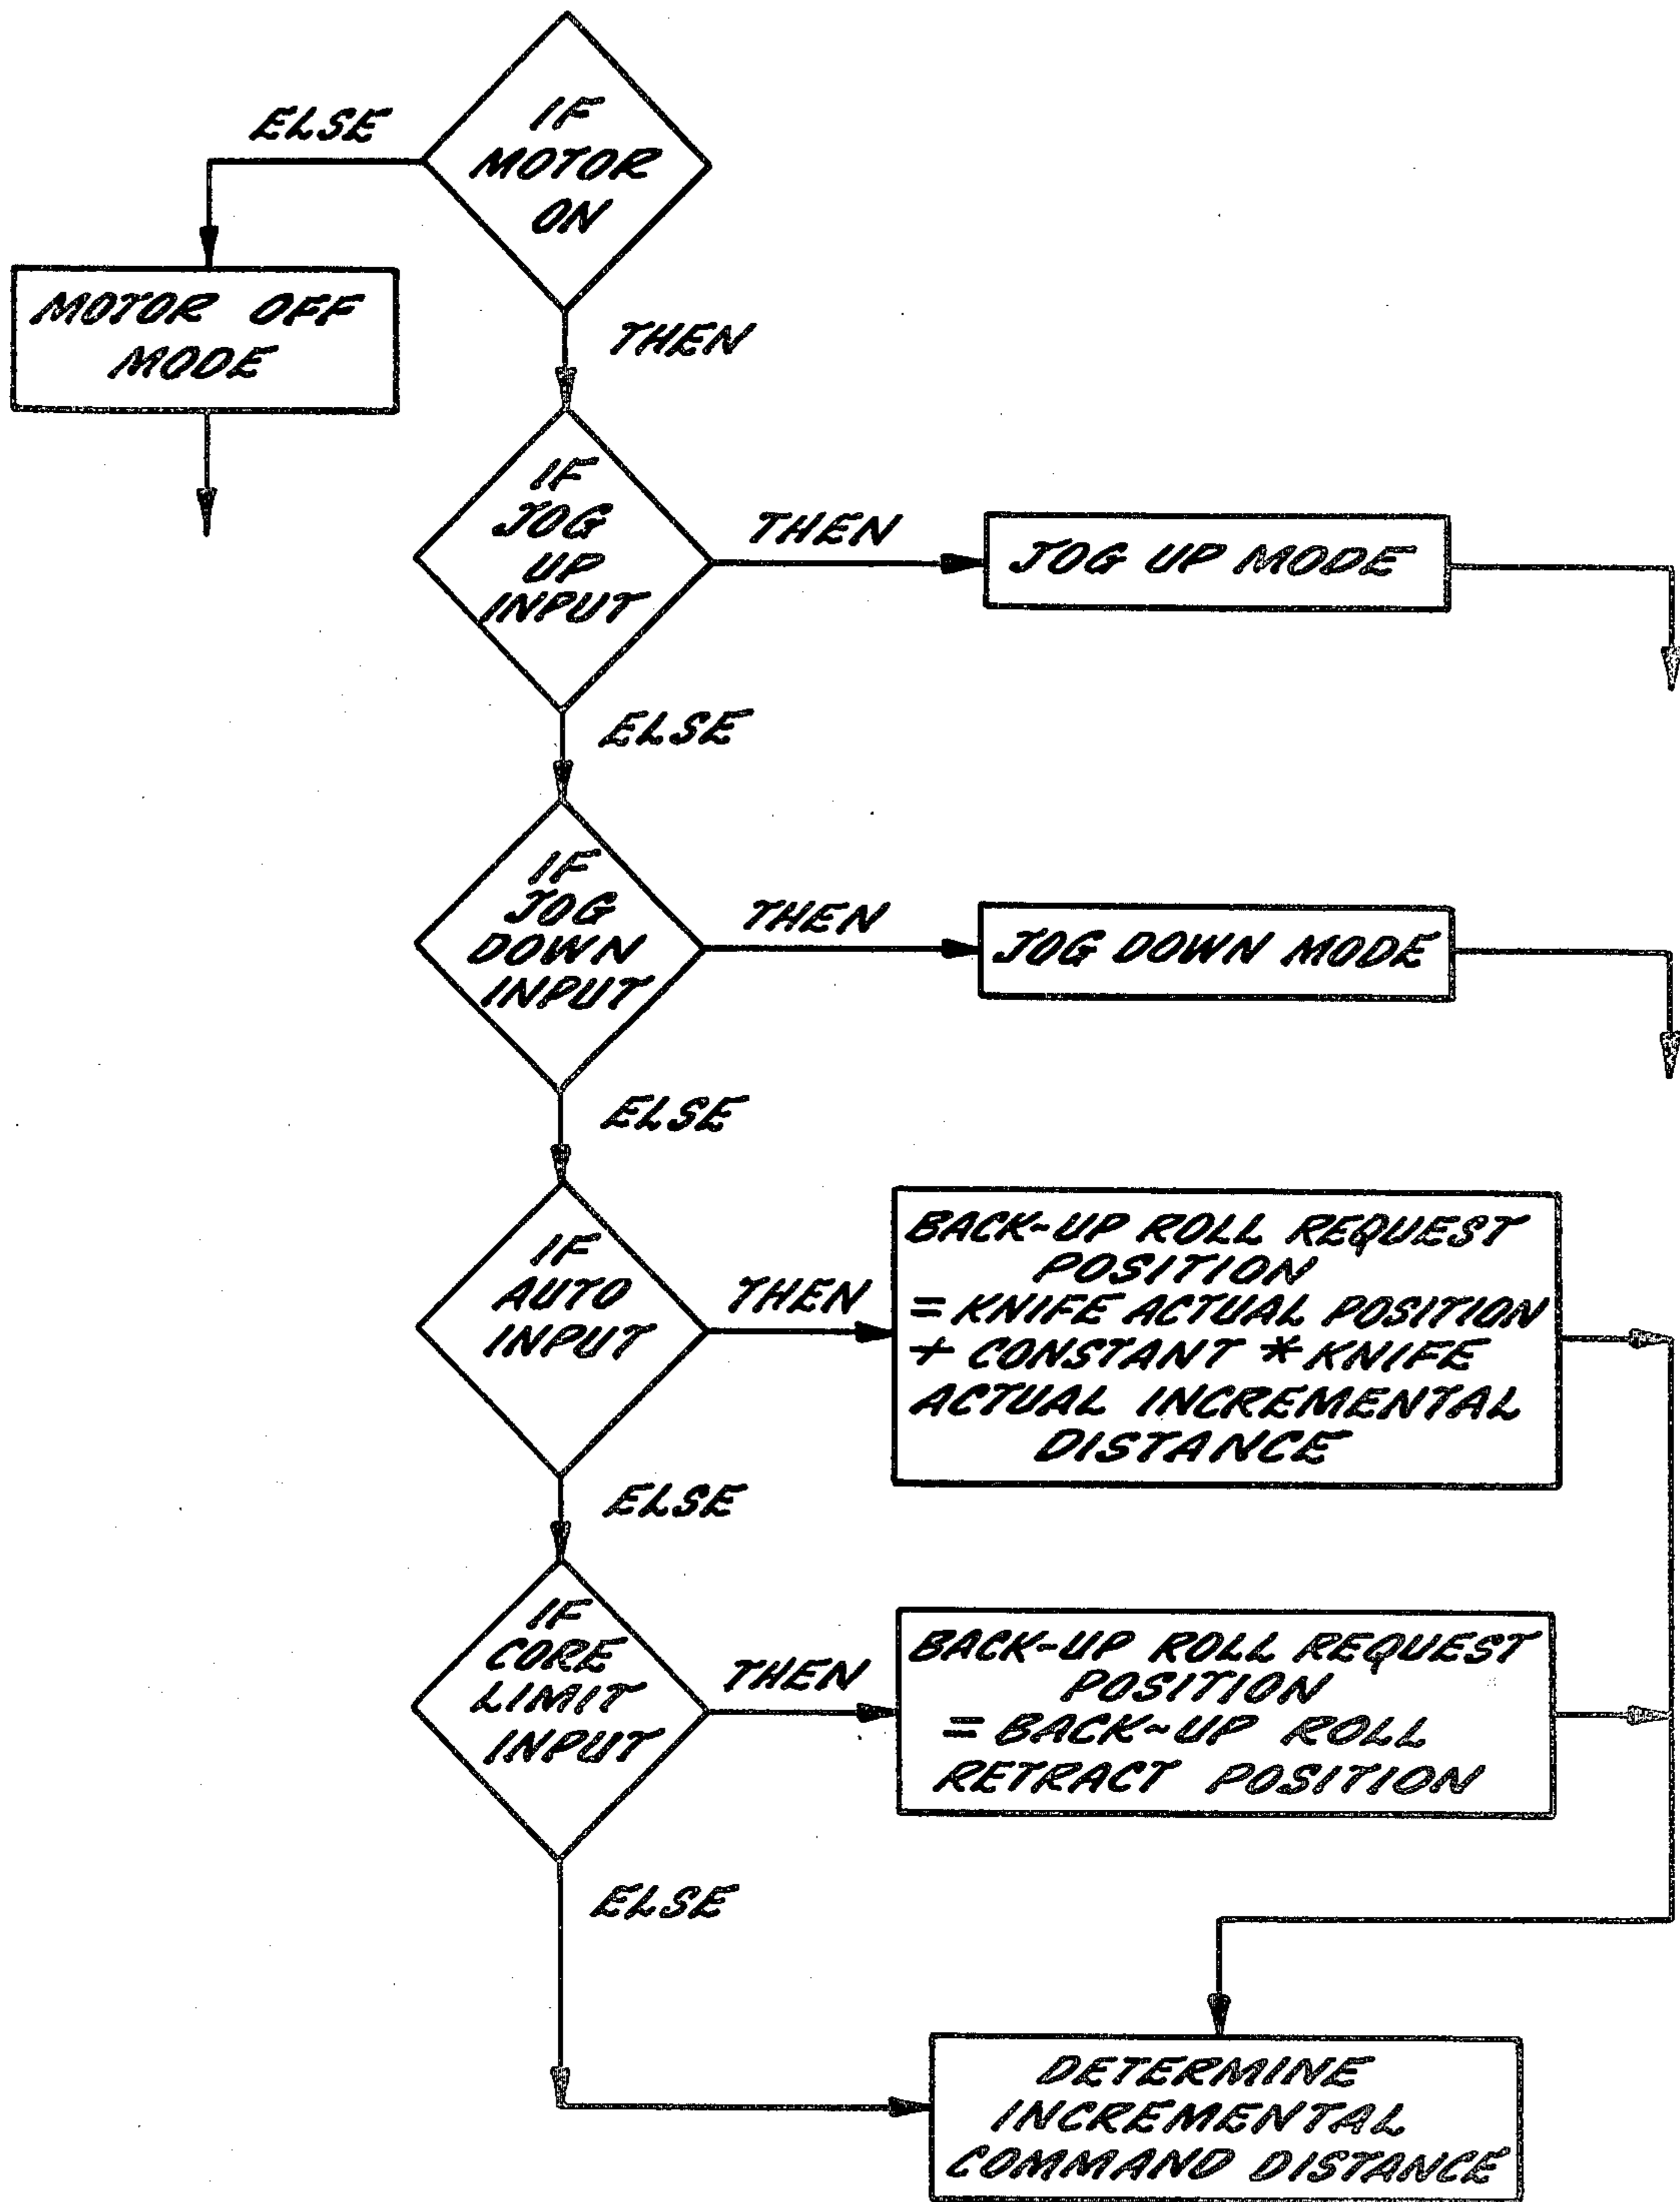 IF
MOTOR
ON
ELSE
MOTOR OFF
MODE
THEN
IF
JOG
UP
INPUT
THEN
JOG UP MODE
ELSE
IF
JOG
DOWN
INPUT
THEN
JOG DOWN MODE
ELSE
IF
AUTO
INPUT
THEN
BACK-UP ROLL REQUEST
POSITION
= KNIFE ACTUAL POSITION
+ CONSTANT * KNIFE
ACTUAL INCREMENTAL
DISTANCE
ELSE
IF
CORE
LIMIT
INPUT
THEN
BACK-UP ROLL REQUEST
POSITION
= BACK-UP ROLL
RETRACT POSITION
ELSE
DETERMINE
INCREMENTAL
COMMAND DISTANCE